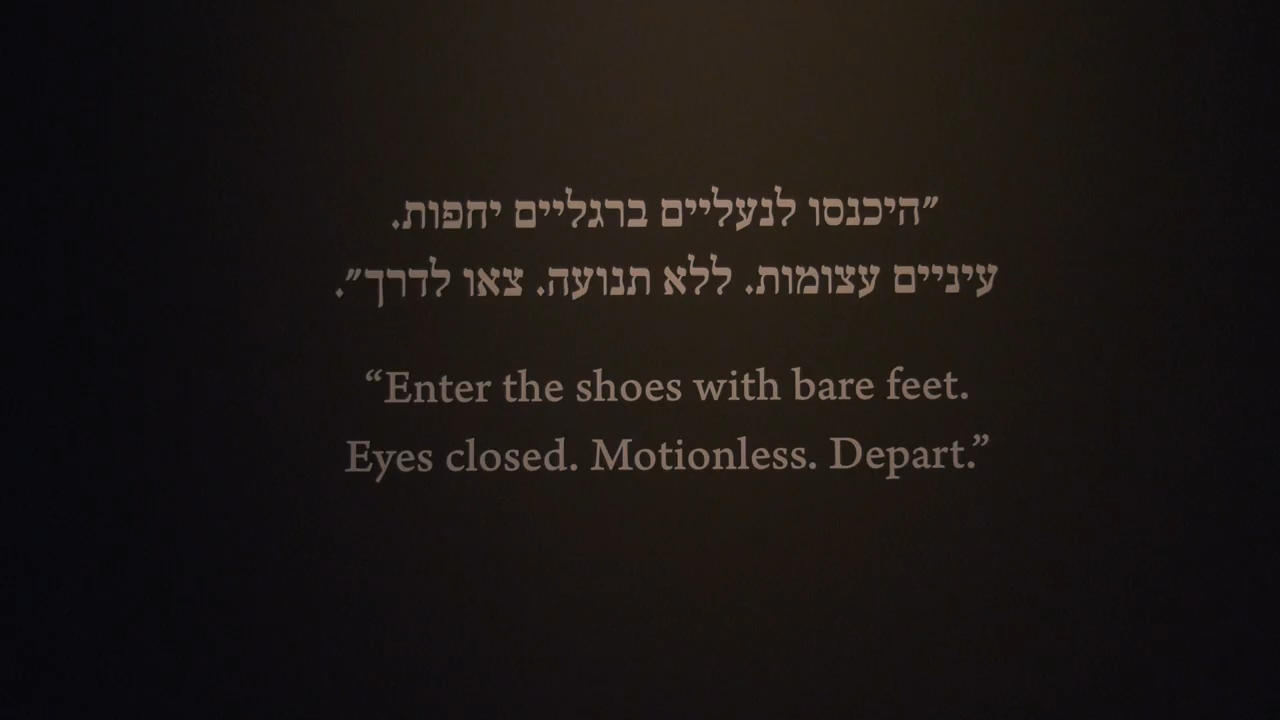 "היכנסו לנעליים ברגליים יחפות.
עיניים עצומות. ללא תנועה. צאו לדרך".
“Enter the shoes with bare feet.
Eyes closed. Motionless. Depart.”